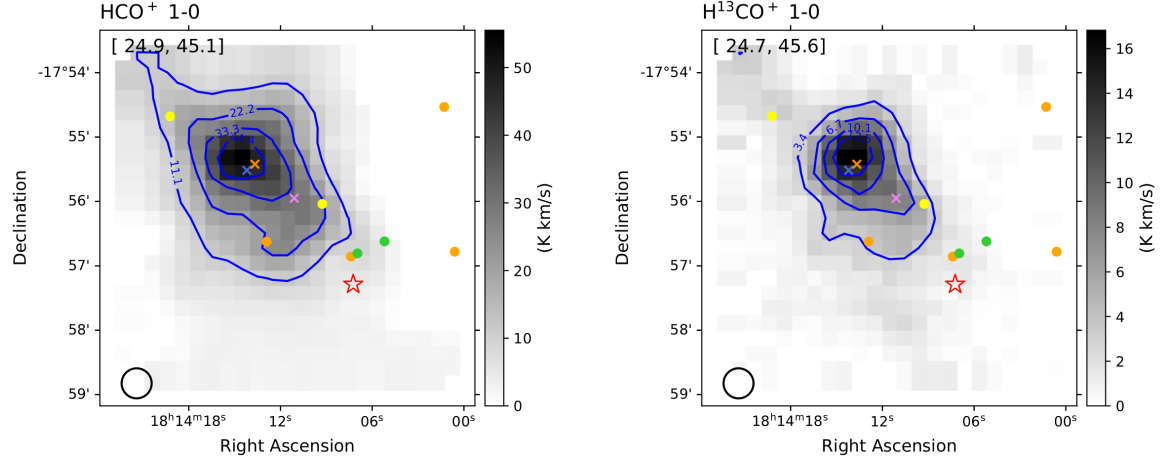 HCO⁺ 1-0
[ 24.9, 45.1]
-17°54'
55'
56'
57'
58'
59'
Declination
22.2
33.3
11.1
18ʰ14ᵐ18ˢ
12ˢ
06ˢ
00ˢ
Right Ascension
50
40
30
20
10
0
(K km/s)
H¹³CO⁺ 1-0
[ 24.7, 45.6]
55'
56'
57'
58'
59'
-17°54'
Declination
3.4
6.1
10.1
18ʰ14ᵐ18ˢ
12ˢ
06ˢ
00ˢ
Right Ascension
16
14
12
10
8
6
4
2
0
(K km/s)